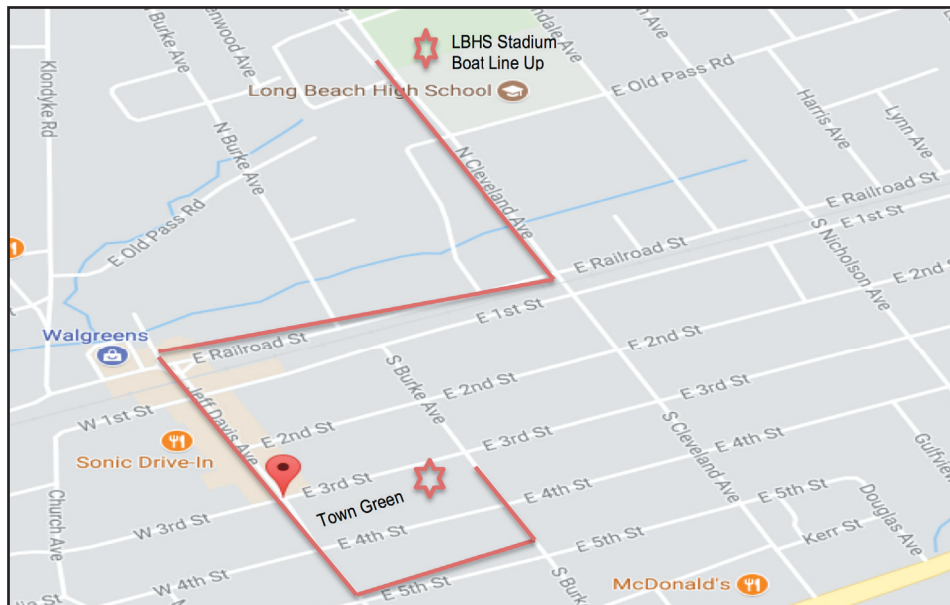 LBHS Stadium
Boat Line Up
Long Beach High School
E Old Pass Rd
Klondyke Rd
N Burke Ave
N Burke Ave
N Cleveland Ave
Harris Ave
Lynn Ave
E Old Pass Rd
E Railroad St
E 1st St
S Nicholson Ave
E Railroad St
E 2nd St
Walgreens
E Railroad St
E 1st St
E 2nd St
W 1st St
Jeff Davis Ave
E 2nd St
S Burke Ave
E 3rd St
Sonic Drive-In
E 3rd St
E 4th St
S Cleveland Ave
Church Ave
W 3rd St
E 3rd St
Town Green
E 4th St
E 5th St
Douglas Ave
Kerr St
E 4th St
E 5th St
W 4th St
E 5th St
McDonald's